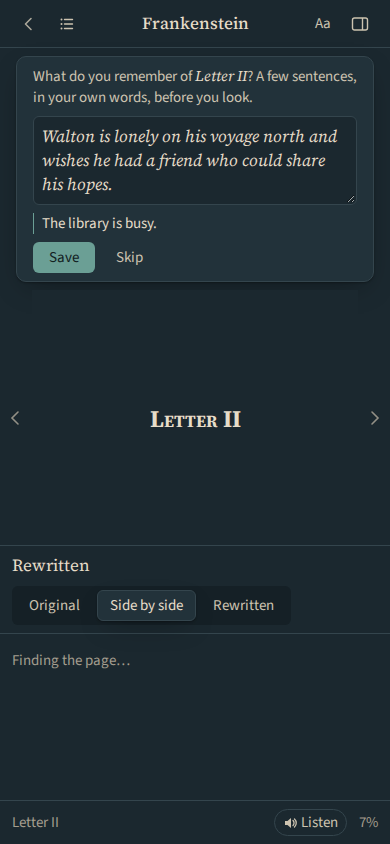 Frankenstein
Aa
What do you remember of Letter II? A few sentences,
in your own words, before you look.
Walton is lonely on his voyage north and
wishes he had a friend who could share
his hopes.
The library is busy.
Save
Skip
Letter II
Rewritten
Original
Side by side
Rewritten
Finding the page…
Letter II
Listen
7%